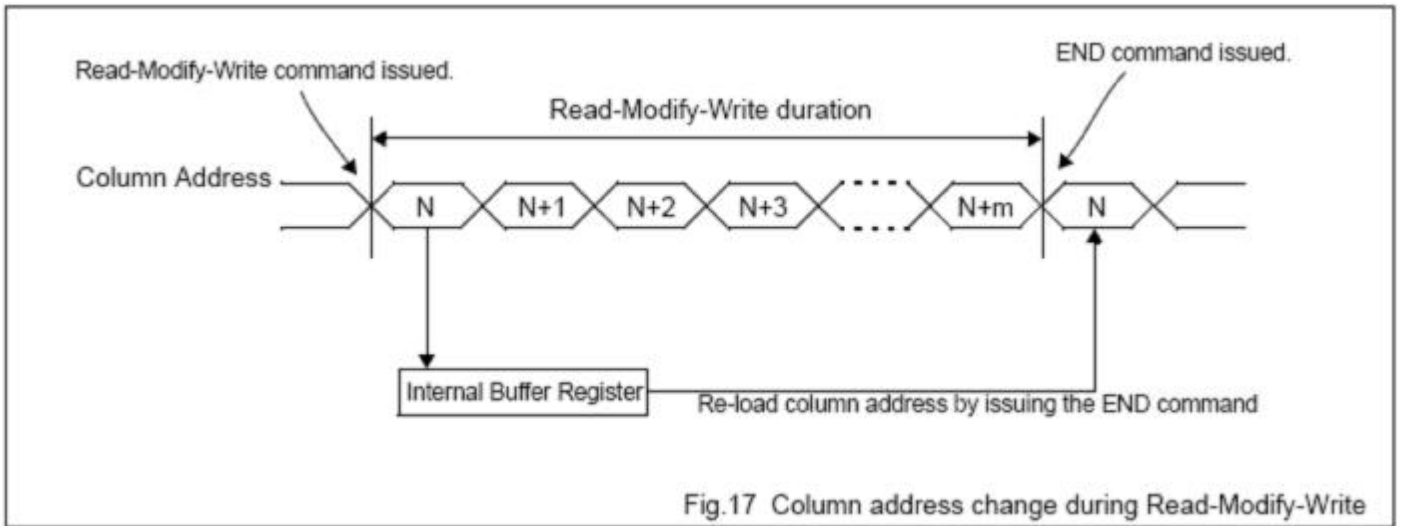 END command issued.
Read-Modify-Write command issued.
Read-Modify-Write duration
Column Address
N N+1 N+2 N+3 N+m N
Internal Buffer Register
Re-load column address by issuing the END command
Fig.17 Column address change during Read-Modify-Write